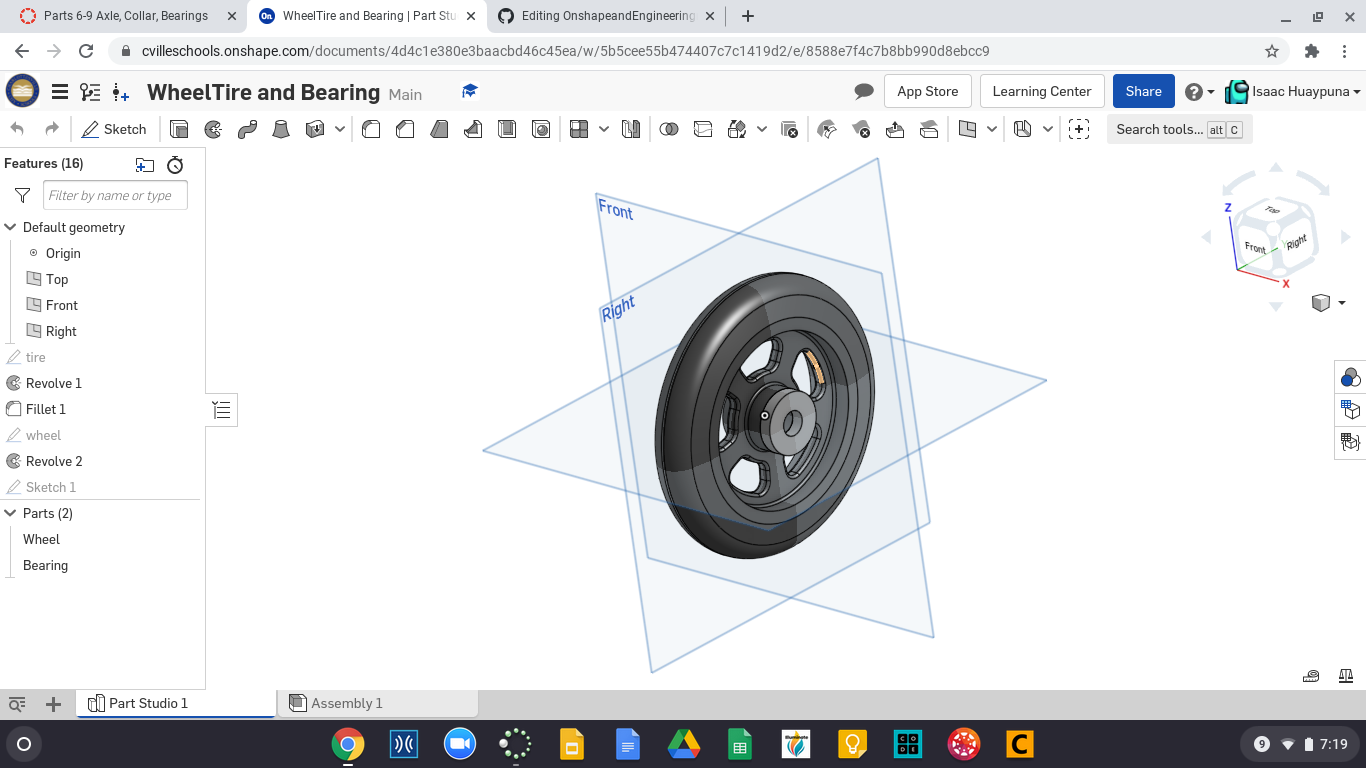 Parts 6-9 Axle, Collar, Bearings
On
WheelTire and Bearing | Part Stu
Editing OnshapeandEngineering
cvilleschools.onshape.com/documents/4d4c1e380e3baacbd46c45ea/w/5b5cee55b474407c7c1419d2/e/8588e7f4c7b8bb990d8ebcc9
WheelTire and Bearing Main
App Store
Learning Center
Share
Isaac Huaypuna
Sketch
Search tools... alt C
Features (16)
Filter by name or type
Default geometry
Origin
Top
Front
Right
tire
Revolve 1
Fillet 1
wheel
Revolve 2
Sketch 1
Parts (2)
Wheel
Bearing
Front
Right
Z
Top
Front
Right
X
Part Studio 1
Assembly 1
9 7:19